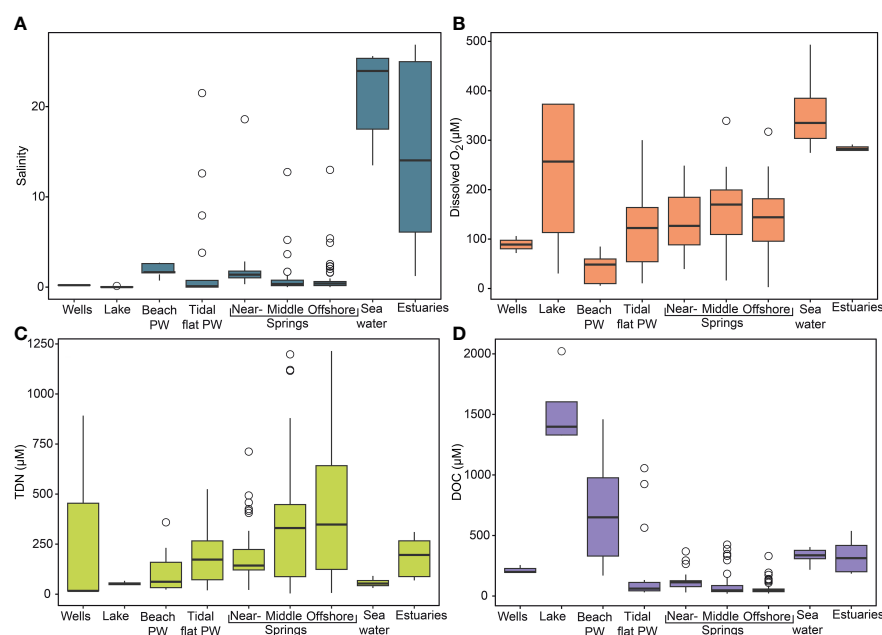 A
Salinity
20
10
0
Wells Lake Beach PW Tidal flat PW Near- Middle Offshore Springs Sea water Estuaries
B
Dissolved O₂ (µM)
500
400
300
200
100
0
Wells Lake Beach PW Tidal flat PW Near- Middle Offshore Springs Sea water Estuaries
C
TDN (µM)
1250
1000
750
500
250
0
Wells Lake Beach PW Tidal flat PW Near- Middle Offshore Springs Sea water Estuaries
D
DOC (µM)
2000
1500
1000
500
0
Wells Lake Beach PW Tidal flat PW Near- Middle Offshore Springs Sea water Estuaries